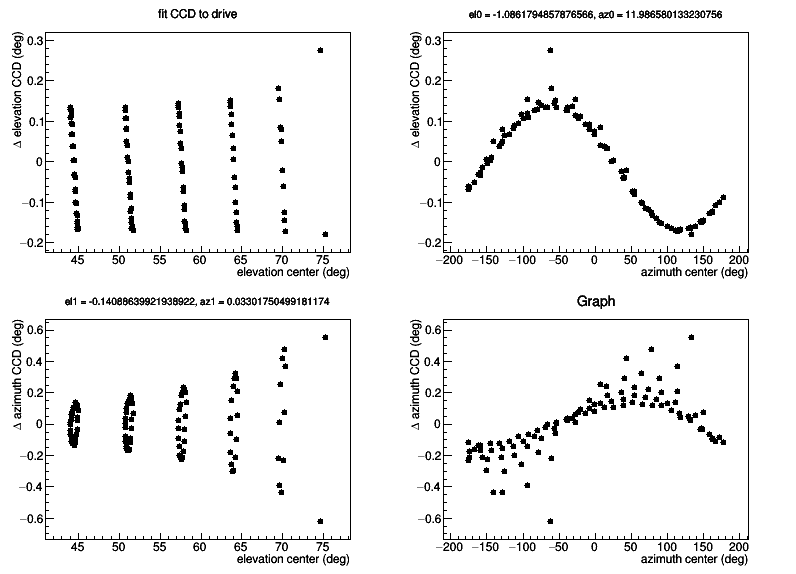 fit CCD to drive
Δ elevation CCD (deg)
0.3
0.2
0.1
0
−0.1
−0.2
45 50 55 60 65 70 75
elevation center (deg)
el0 = -1.0861794857876566, az0 = 11.986580133230756
Δ elevation CCD (deg)
0.3
0.2
0.1
0
−0.1
−0.2
−200 −150 −100 −50 0 50 100 150 200
azimuth center (deg)
el1 = -0.14088639921938922, az1 = 0.03301750499181174
Δ azimuth CCD (deg)
0.6
0.4
0.2
0
−0.2
−0.4
−0.6
45 50 55 60 65 70 75
elevation center (deg)
Graph
Δ azimuth CCD (deg)
0.6
0.4
0.2
0
−0.2
−0.4
−0.6
−200 −150 −100 −50 0 50 100 150 200
azimuth center (deg)